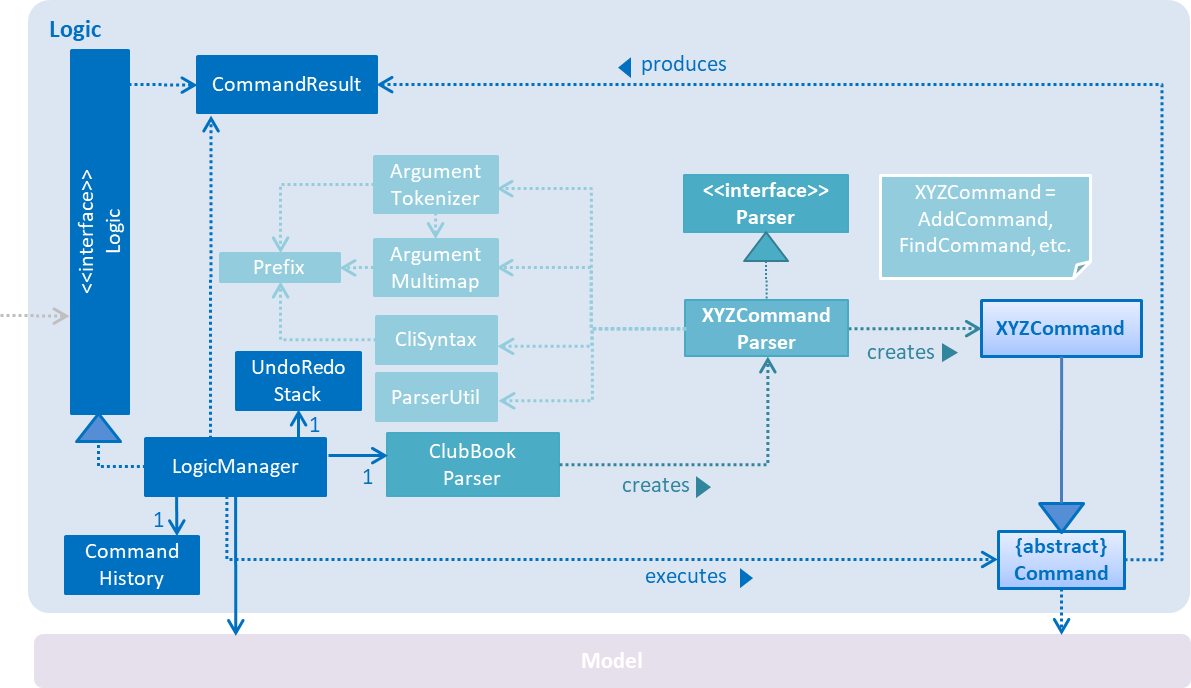 Logic
produces
CommandResult
<<interface>>
Logic
Argument
Tokenizer
<<interface>>
Parser
XYZCommand =
AddCommand,
FindCommand, etc.
Prefix
Argument
Multimap
XYZCommand
Parser
XYZCommand
CliSyntax
creates
UndoRedo
Stack
ParserUtil
1
ClubBook
Parser
LogicManager
1
creates
1
Command
History
executes
{abstract}
Command
Model